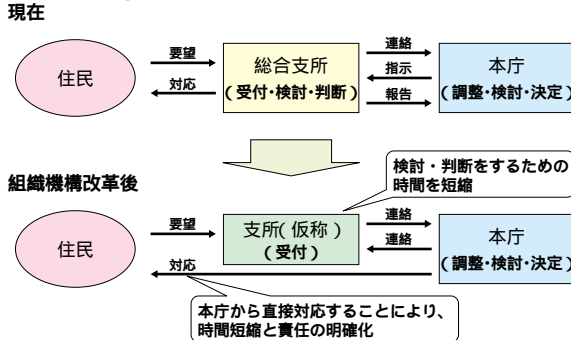 現在
住民
要望
対応
総合支所
(受付・検討・判断)
連絡
指示
報告
本庁
(調整・検討・決定)
検討・判断をするための
時間を短縮
組織機構改革後
住民
要望
対応
支所(仮称)
(受付)
連絡
連絡
本庁
(調整・検討・決定)
本庁から直接対応することにより、
時間短縮と責任の明確化